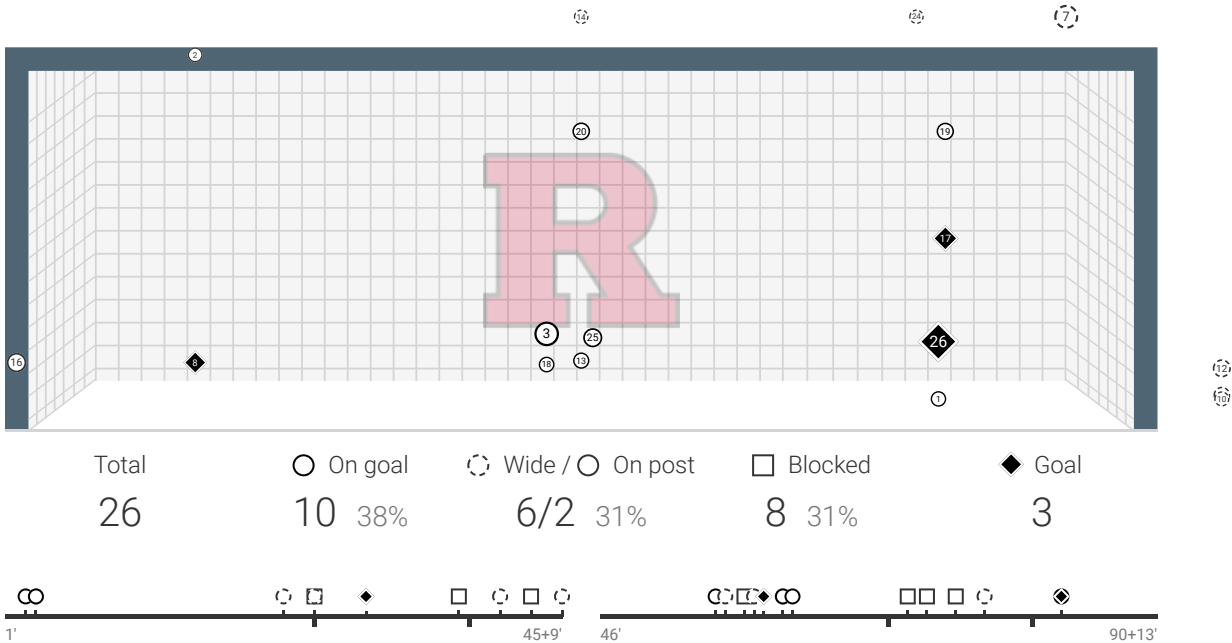 14 24 7
2
20 19
R
17
3 25
26
16 8 18 13
12
1 10
Total On goal Wide / On post Blocked Goal
26 10 38% 6/2 31% 8 31% 3
1' 45+9' 46' 90+13'